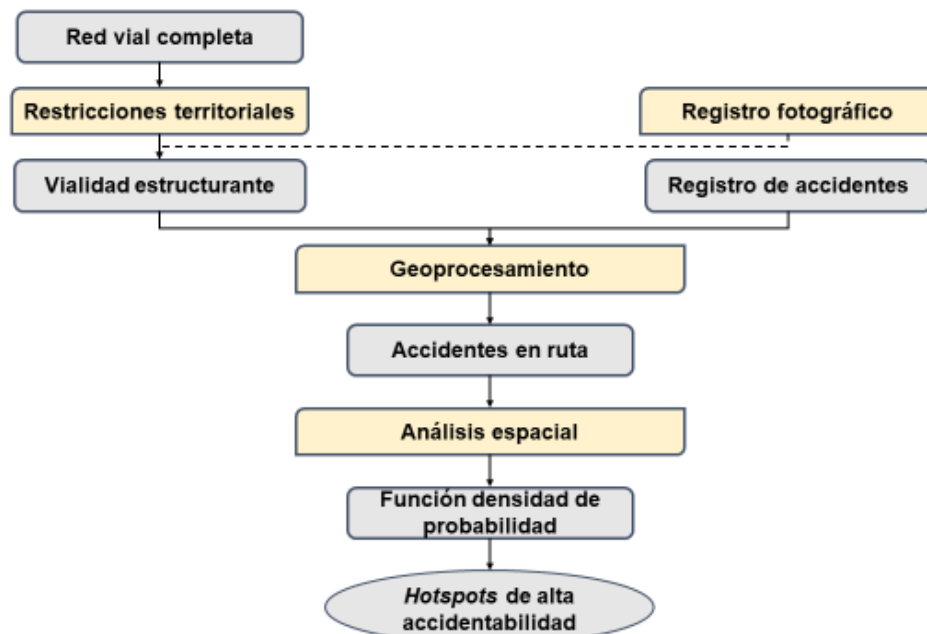 Red vial completa
Restricciones territoriales
Registro fotográfico
Vialidad estructurante
Registro de accidentes
Geoprocesamiento
Accidentes en ruta
Análisis espacial
Función densidad de
probabilidad
Hotspots de alta
accidentabilidad